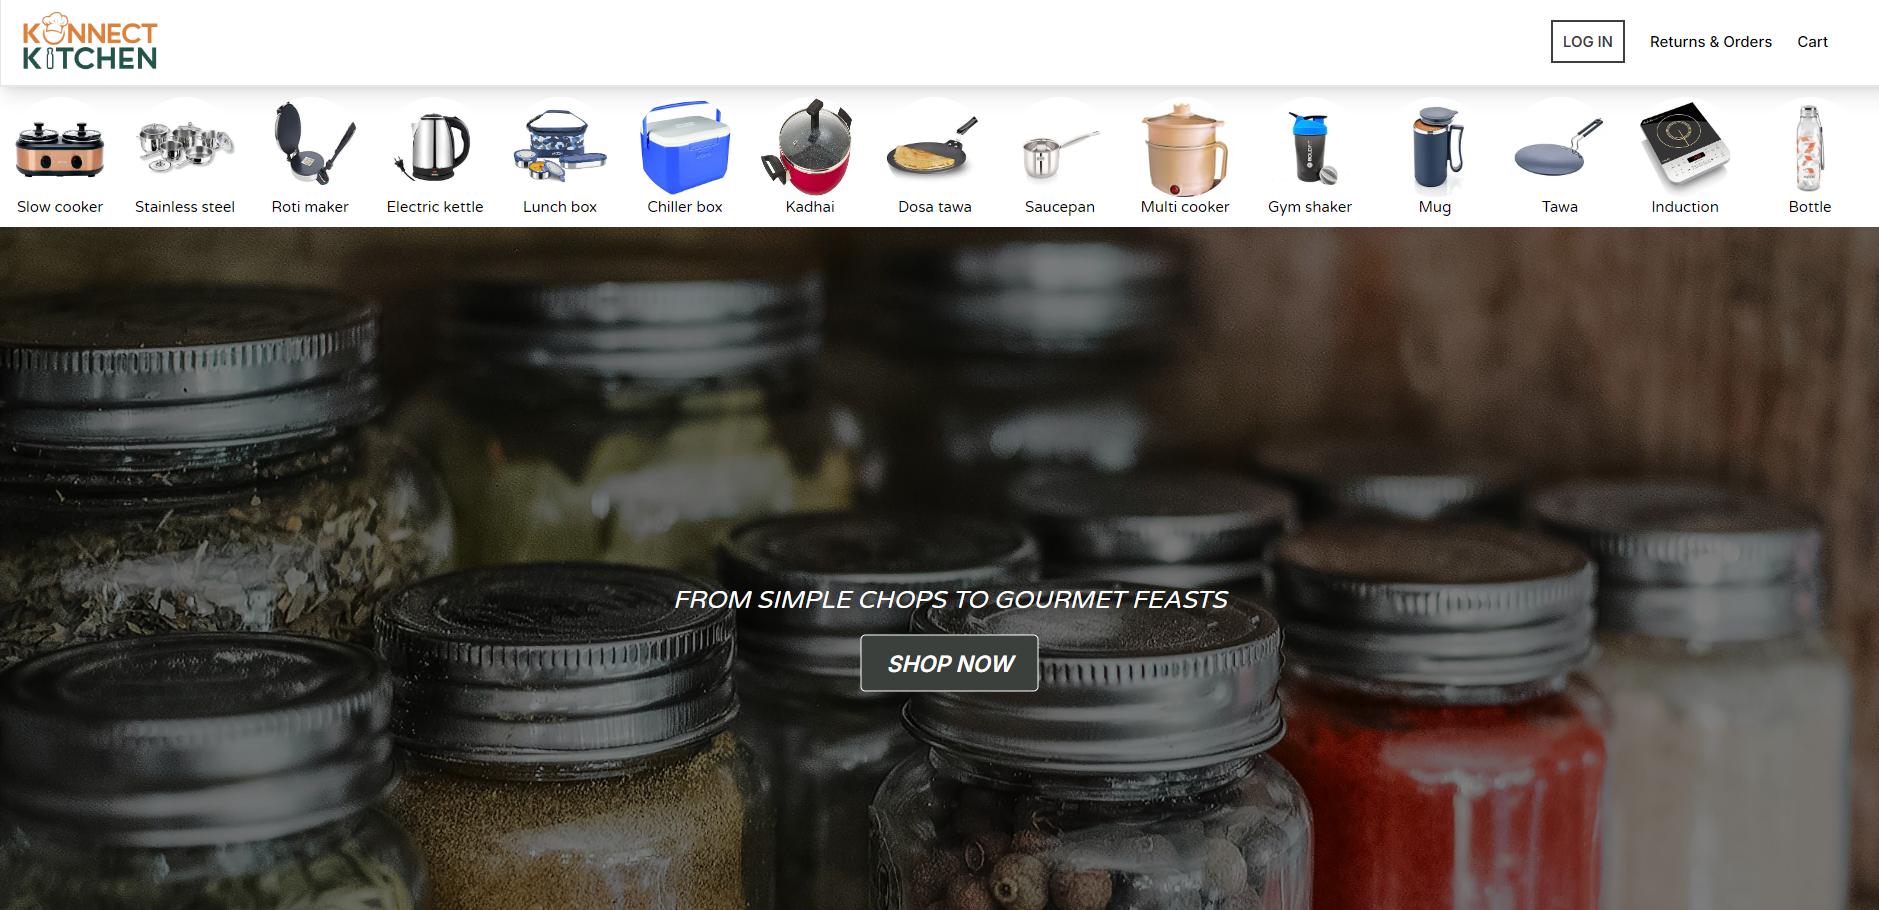 KONNECT
KITCHEN
LOG IN
Returns & Orders
Cart
Slow cooker
Stainless steel
Roti maker
Electric kettle
Lunch box
Chiller box
Kadhai
Dosa tawa
Saucepan
Multi cooker
Gym shaker
Mug
Tawa
Induction
Bottle
FROM SIMPLE CHOPS TO GOURMET FEASTS
SHOP NOW